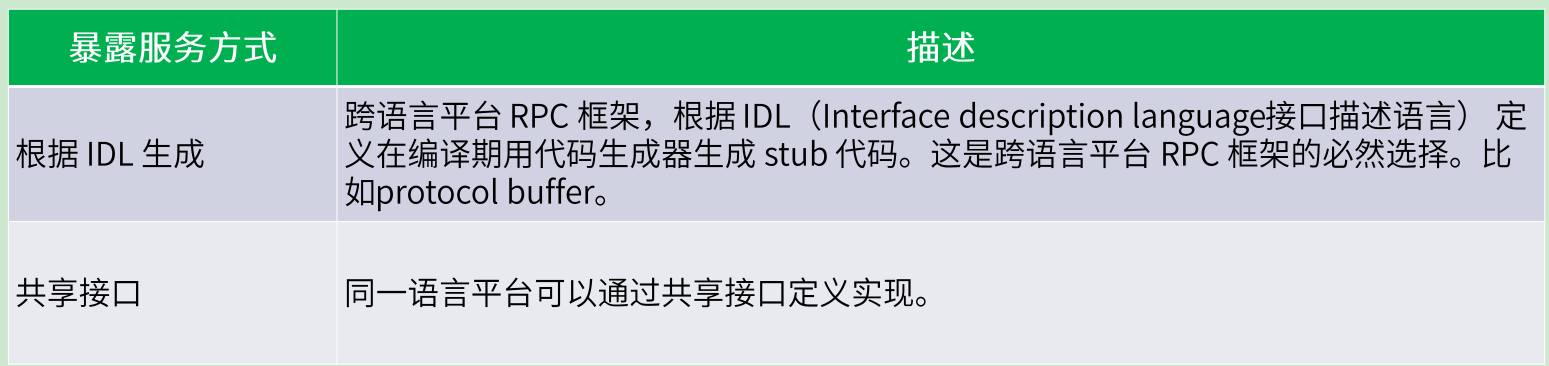 暴露服务方式
描述
根据 IDL 生成
跨语言平台 RPC 框架，根据 IDL（Interface description language接口描述语言） 定
义在编译期用代码生成器生成 stub 代码。这是跨语言平台 RPC 框架的必然选择。比
如protocol buffer。
共享接口
同一语言平台可以通过共享接口定义实现。